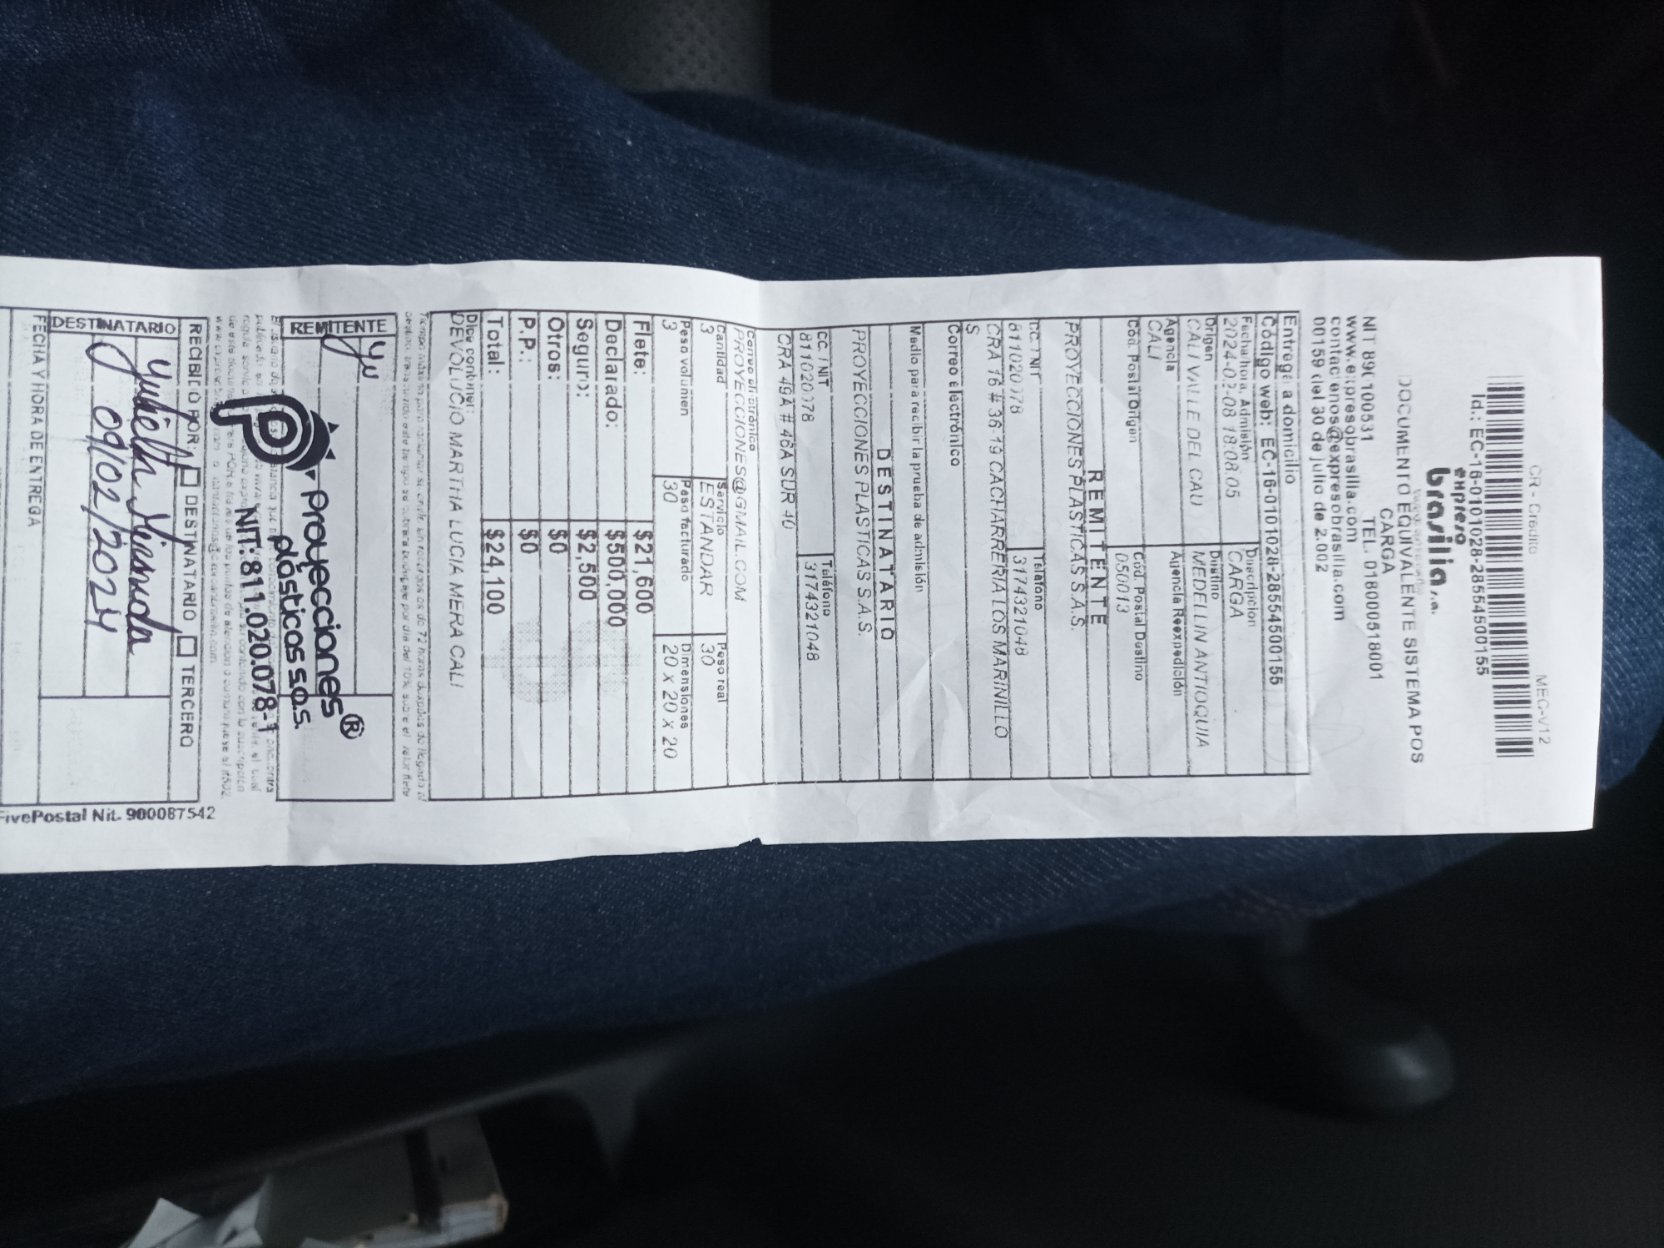 CR - Crédito MEC-V12
Id.: EC-16-0101028-28554500155
expreso
brasilia s.a.
DOCUMENTO EQUIVALENTE SISTEMA POS
CARGA
NIT 890100531 TEL. 018000518001
www.expresobrasilia.com
contactenos@expresobrasilia.com
00159 del 30 de julio de 2.002
Entrega a domicilio
Código web: EC-16-0101028-28554500155
Fecha hora Admisión Descripción
2024-02-08 18:08:05 CARGA
Origen Destino
CALI VALLE DEL CAU MEDELLIN ANTIOQUIA
Agencia Agencia Reexpedición
CALI
Cód. Postal Origen Cód. Postal Destino
050013
REMITENTE
PROYECCIONES PLASTICAS S.A.S.
CC. / NIT Teléfono
811020078 3174321048
CRA 16 # 36 19 CACHARRERIA LOS MARINILLO
S
Correo electrónico
Medio para recibir la prueba de admisión
DESTINATARIO
PROYECCIONES PLASTICAS S.A.S.
CC. / NIT Teléfono
811020078 3174321048
CRA 49A # 46A SUR 40
Correo electrónico
PROYECCIONES@GMAIL.COM
Cantidad Servicio Peso real
3 ESTANDAR 30
Peso volumen Peso facturado Dimensiones
3 30 20 x 20 x 20
Flete: $21,600
Declarado: $500,000
Seguro: $2,500
Otros: $0
P.P.: $0
Total: $24,100
Dice contener:
DEVOLUCIO MARTHA LUCIA MERA CALI
REMITENTE
yu
proyecciones®
plásticas s.a.s.
NIT: 811.020.078-1
RECIBIDO POR: DESTINATARIO TERCERO
DESTINATARIO
Yulieth Miranda
09/02/2024
FECHA Y HORA DE ENTREGA
FivePostal Nit. 900087542